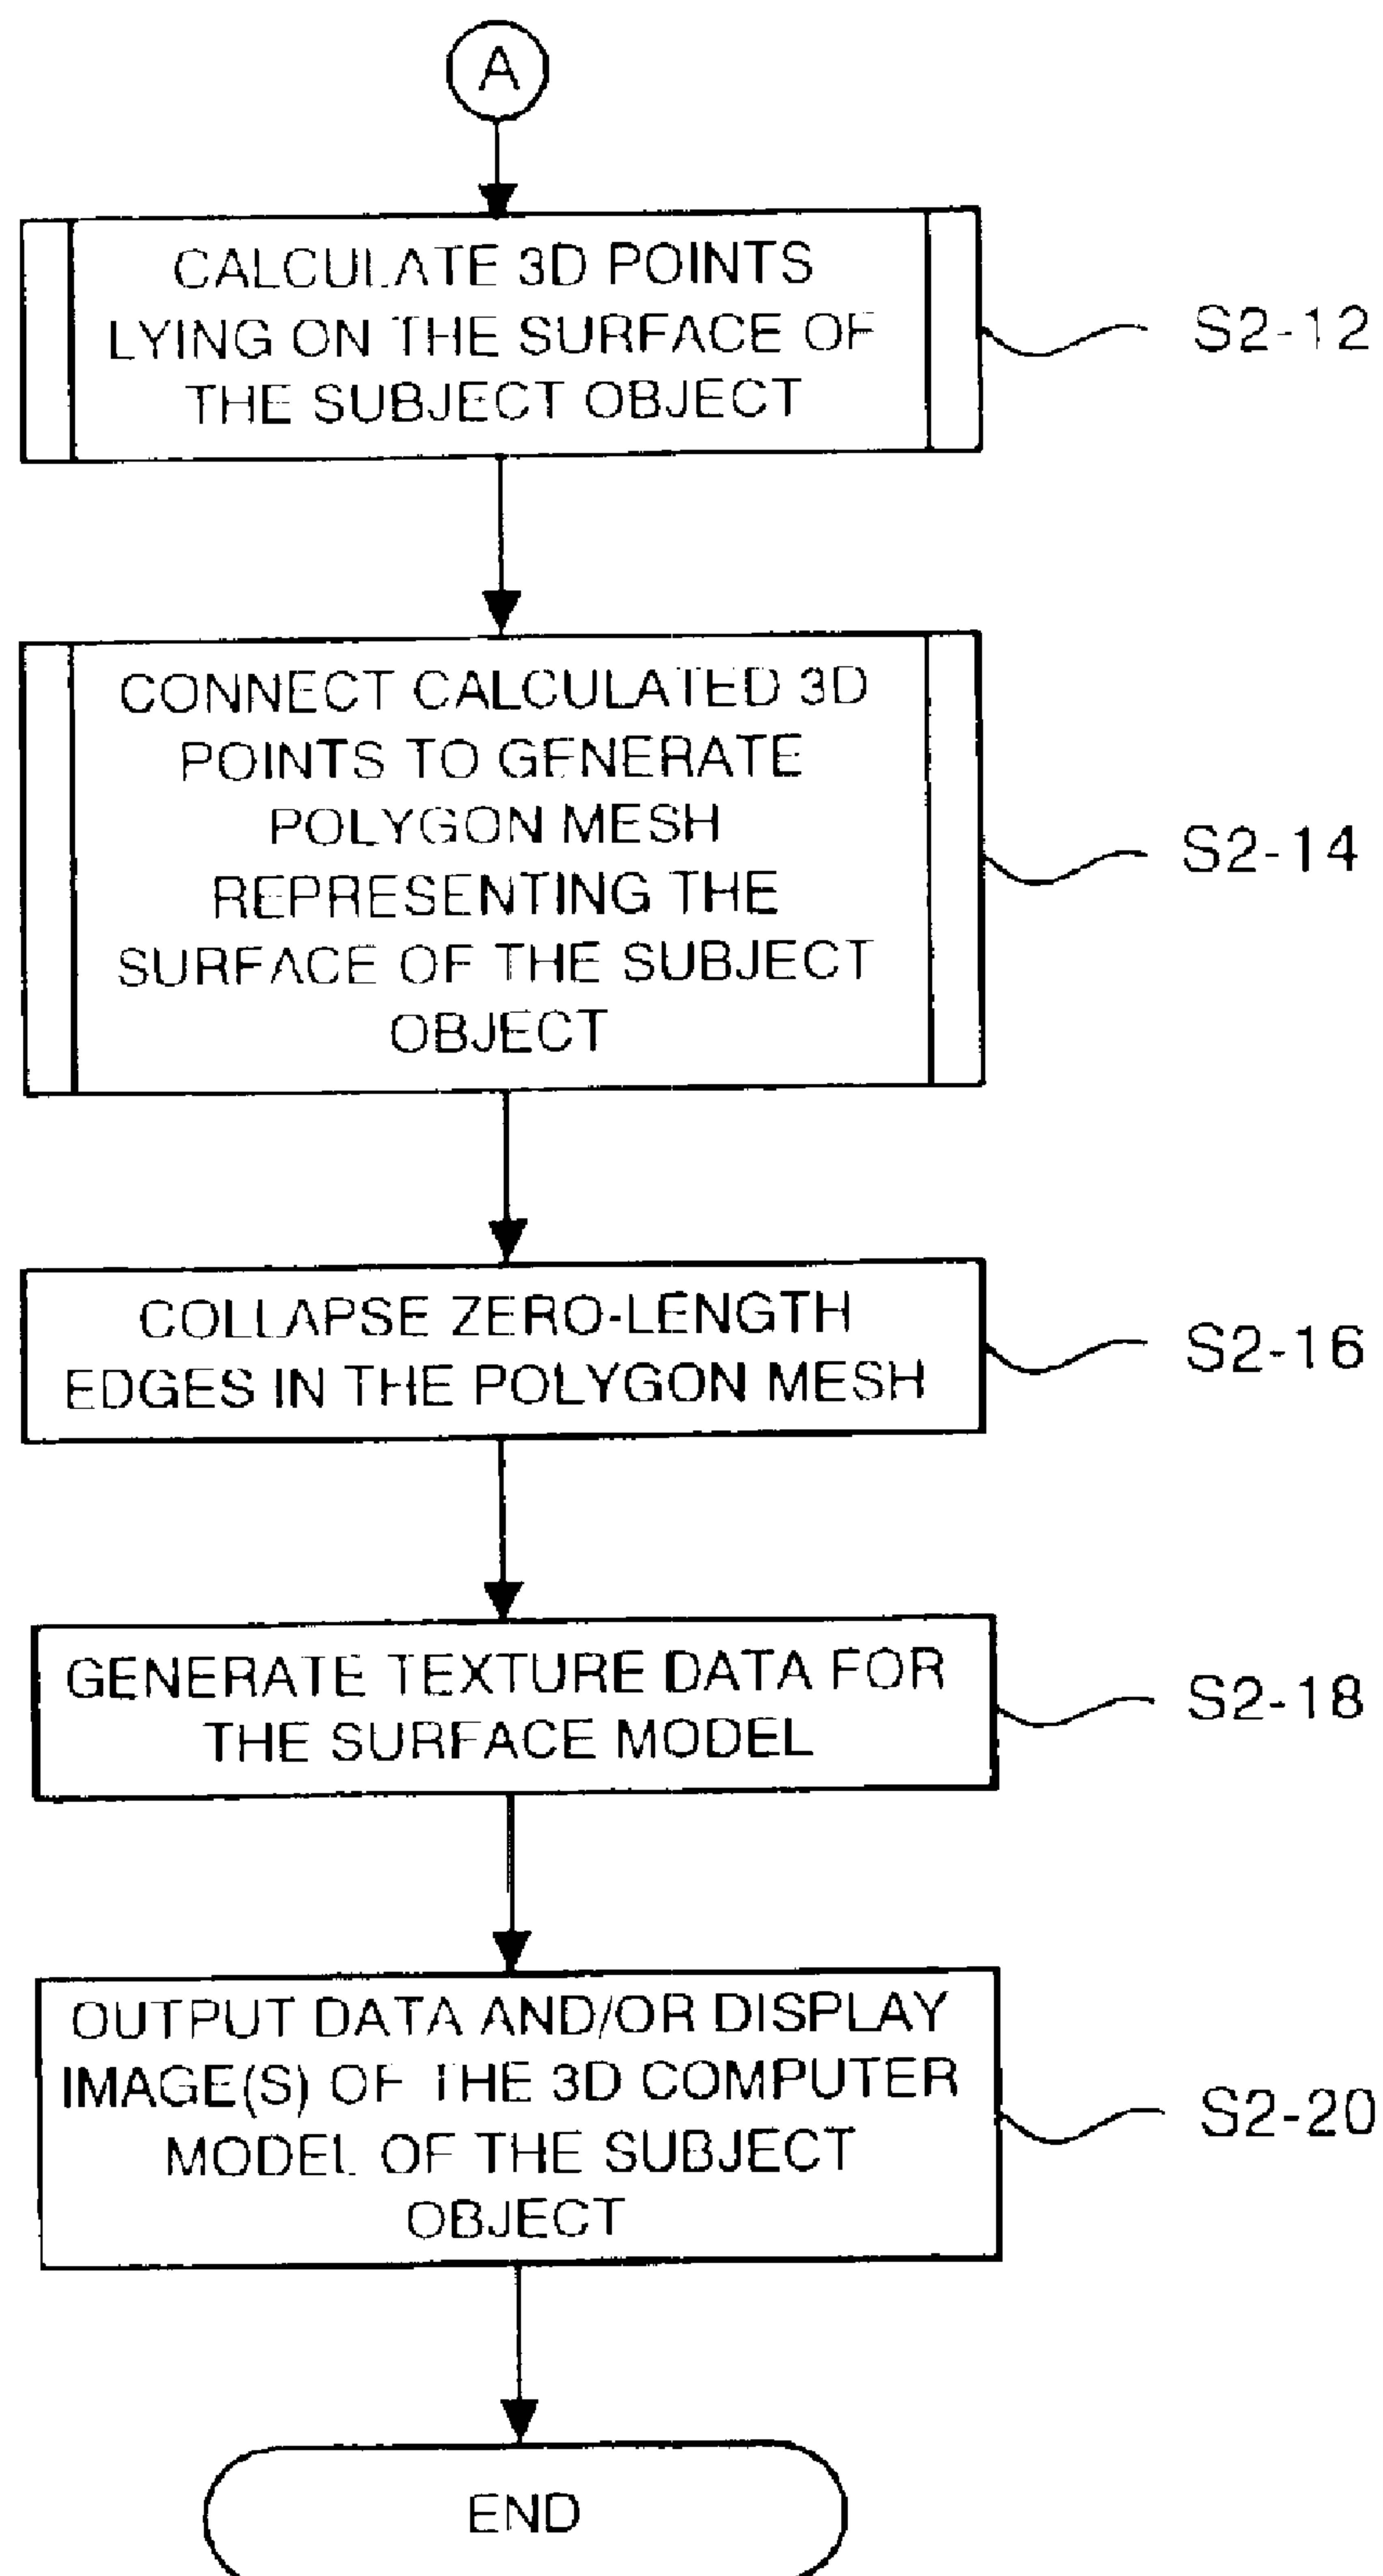 A
CALCULATE 3D POINTS
LYING ON THE SURFACE OF
THE SUBJECT OBJECT
S2-12
CONNECT CALCULATED 3D
POINTS TO GENERATE
POLYGON MESH
REPRESENTING THE
SURFACE OF THE SUBJECT
OBJECT
S2-14
COLLAPSE ZERO-LENGTH
EDGES IN THE POLYGON MESH
S2-16
GENERATE TEXTURE DATA FOR
THE SURFACE MODEL
S2-18
OUTPUT DATA AND/OR DISPLAY
IMAGE(S) OF THE 3D COMPUTER
MODEL OF THE SUBJECT
OBJECT
S2-20
END